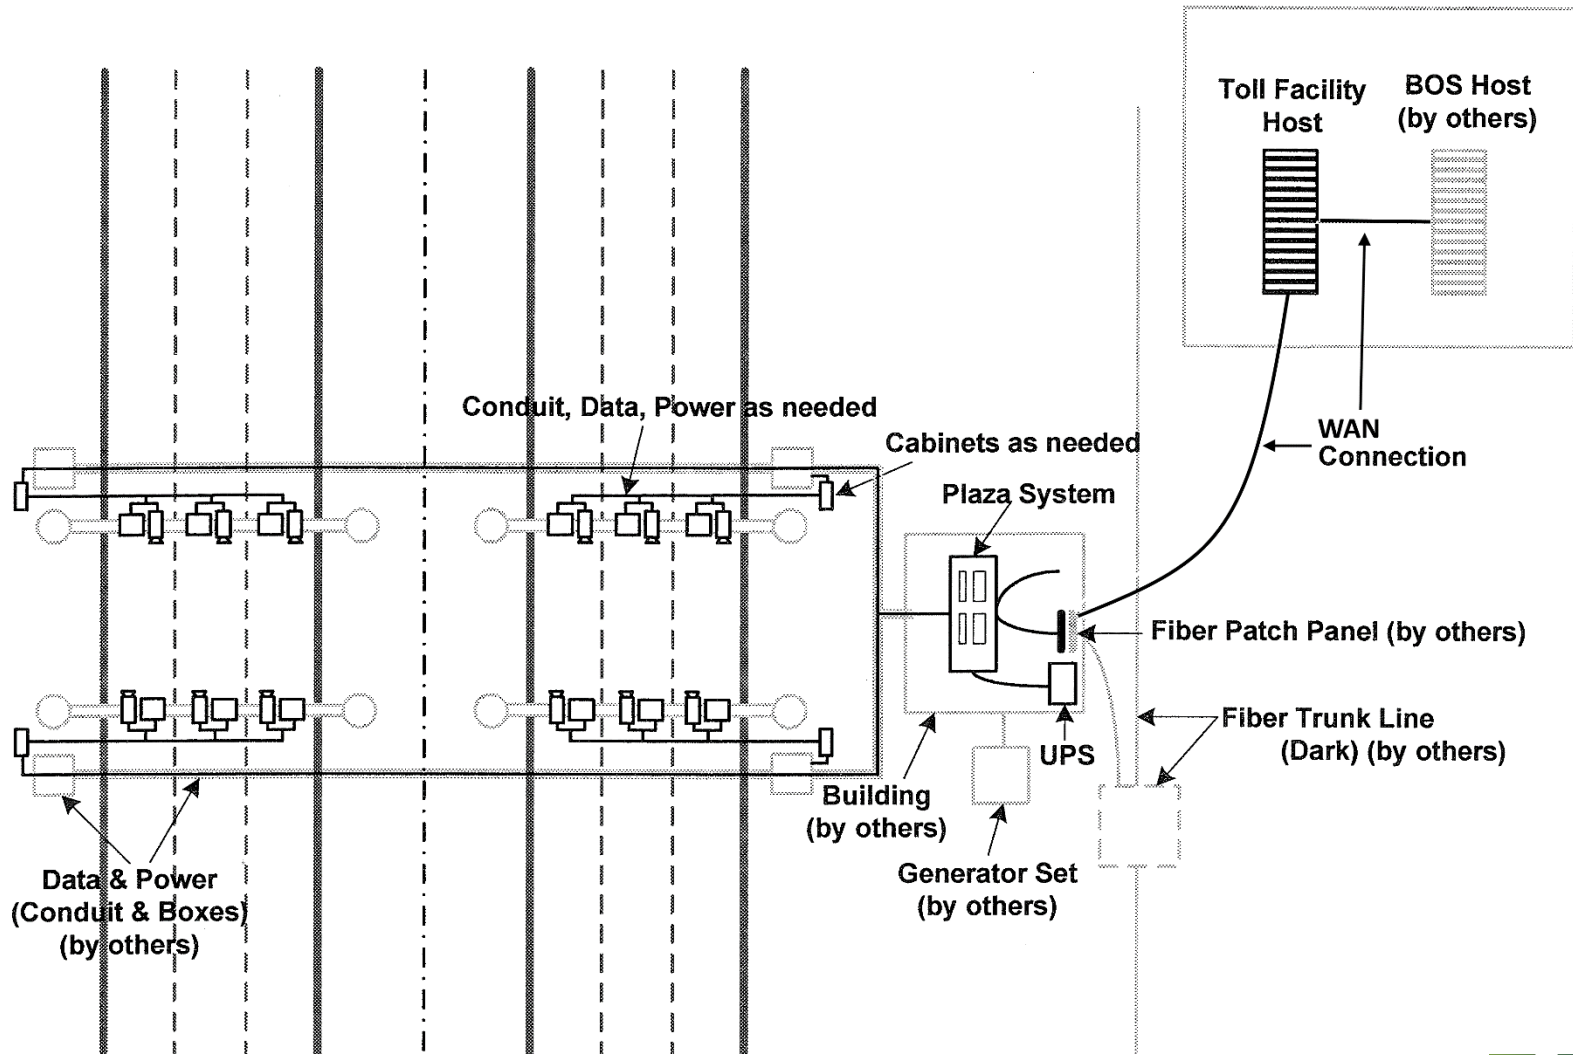 Toll Facility
Host
BOS Host
(by others)
Conduit, Data, Power as needed
Cabinets as needed
WAN
Connection
Plaza System
Fiber Patch Panel (by others)
Fiber Trunk Line
(Dark) (by others)
UPS
Building
(by others)
Generator Set
(by others)
Data & Power
(Conduit & Boxes)
(by others)